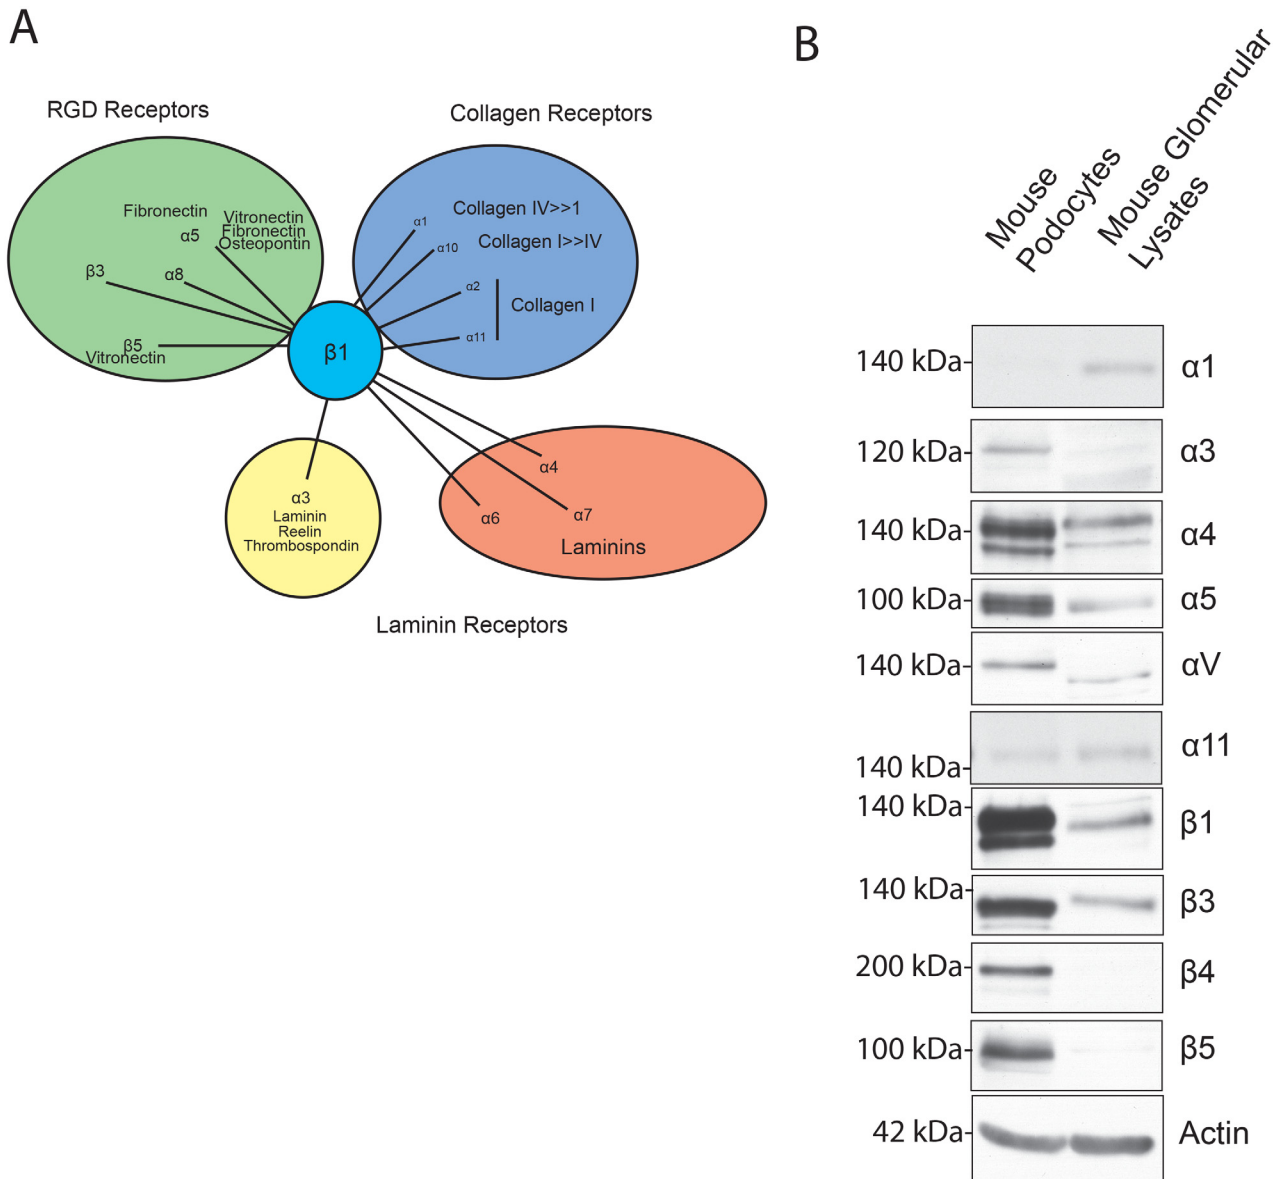 A
RGD Receptors
Collagen Receptors
Fibronectin
α5
Vitronectin
Fibronectin
Osteopontin
β3
α8
β5
Vitronectin
β1
α1
Collagen IV>>1
α10
Collagen I>>IV
α2
α11
Collagen I
α3
Laminin
Reelin
Thrombospondin
α4
α6
α7
Laminins
Laminin Receptors
B
Mouse
Podocytes
Mouse Glomerular
Lysates
140 kDa- α1
120 kDa- α3
140 kDa- α4
100 kDa- α5
140 kDa- αV
140 kDa- α11
140 kDa- β1
140 kDa- β3
200 kDa- β4
100 kDa- β5
42 kDa- Actin